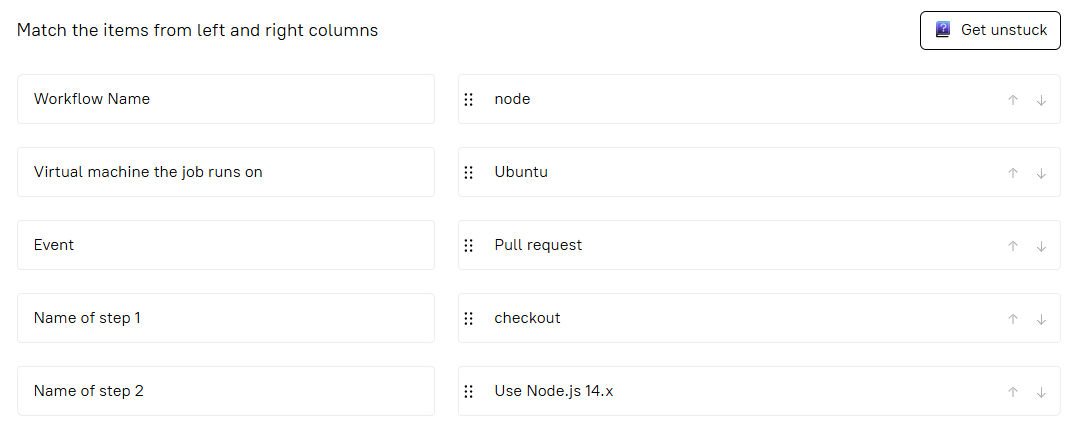 Match the items from left and right columns
Get unstuck
Workflow Name
node
Virtual machine the job runs on
Ubuntu
Event
Pull request
Name of step 1
checkout
Name of step 2
Use Node.js 14.x